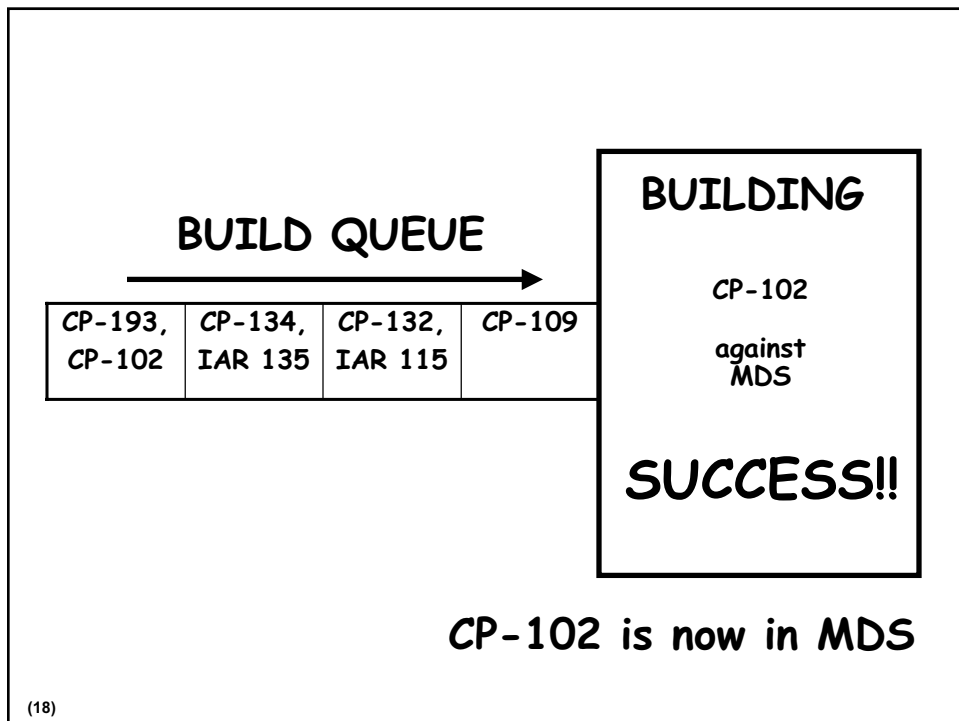 BUILD QUEUE
CP-193,
CP-102
CP-134,
IAR 135
CP-132,
IAR 115
CP-109
BUILDING
CP-102
against
MDS
SUCCESS!!
CP-102 is now in MDS
(18)